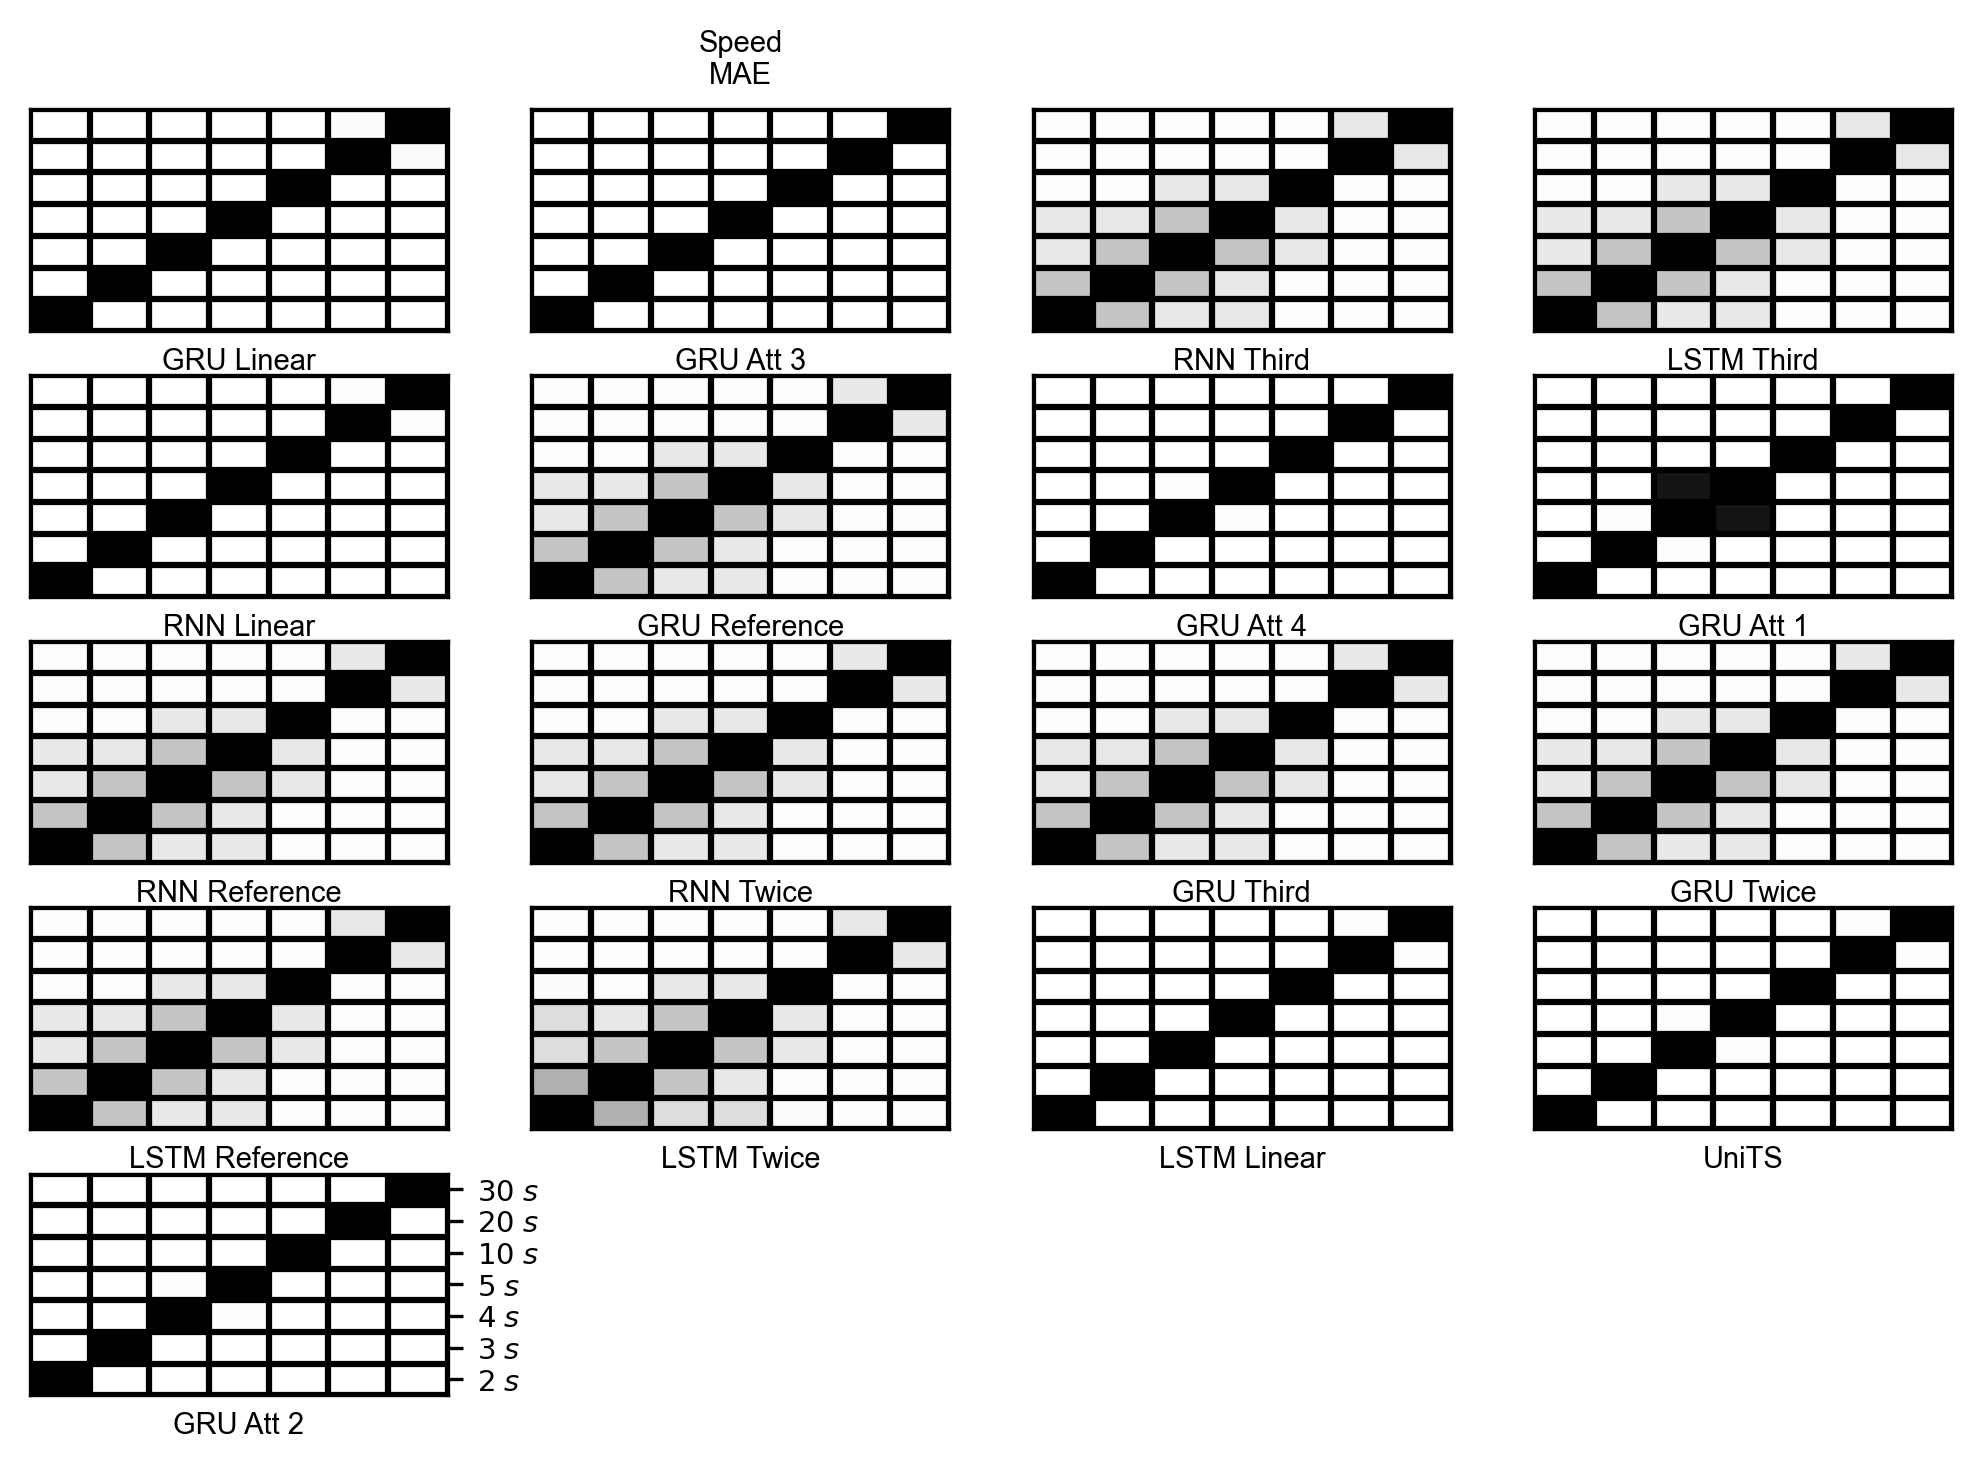 Speed
MAE
GRU Linear
GRU Att 3
RNN Third
LSTM Third
RNN Linear
GRU Reference
GRU Att 4
GRU Att 1
RNN Reference
RNN Twice
GRU Third
GRU Twice
LSTM Reference
LSTM Twice
LSTM Linear
UniTS
30 s
20 s
10 s
5 s
4 s
3 s
2 s
GRU Att 2